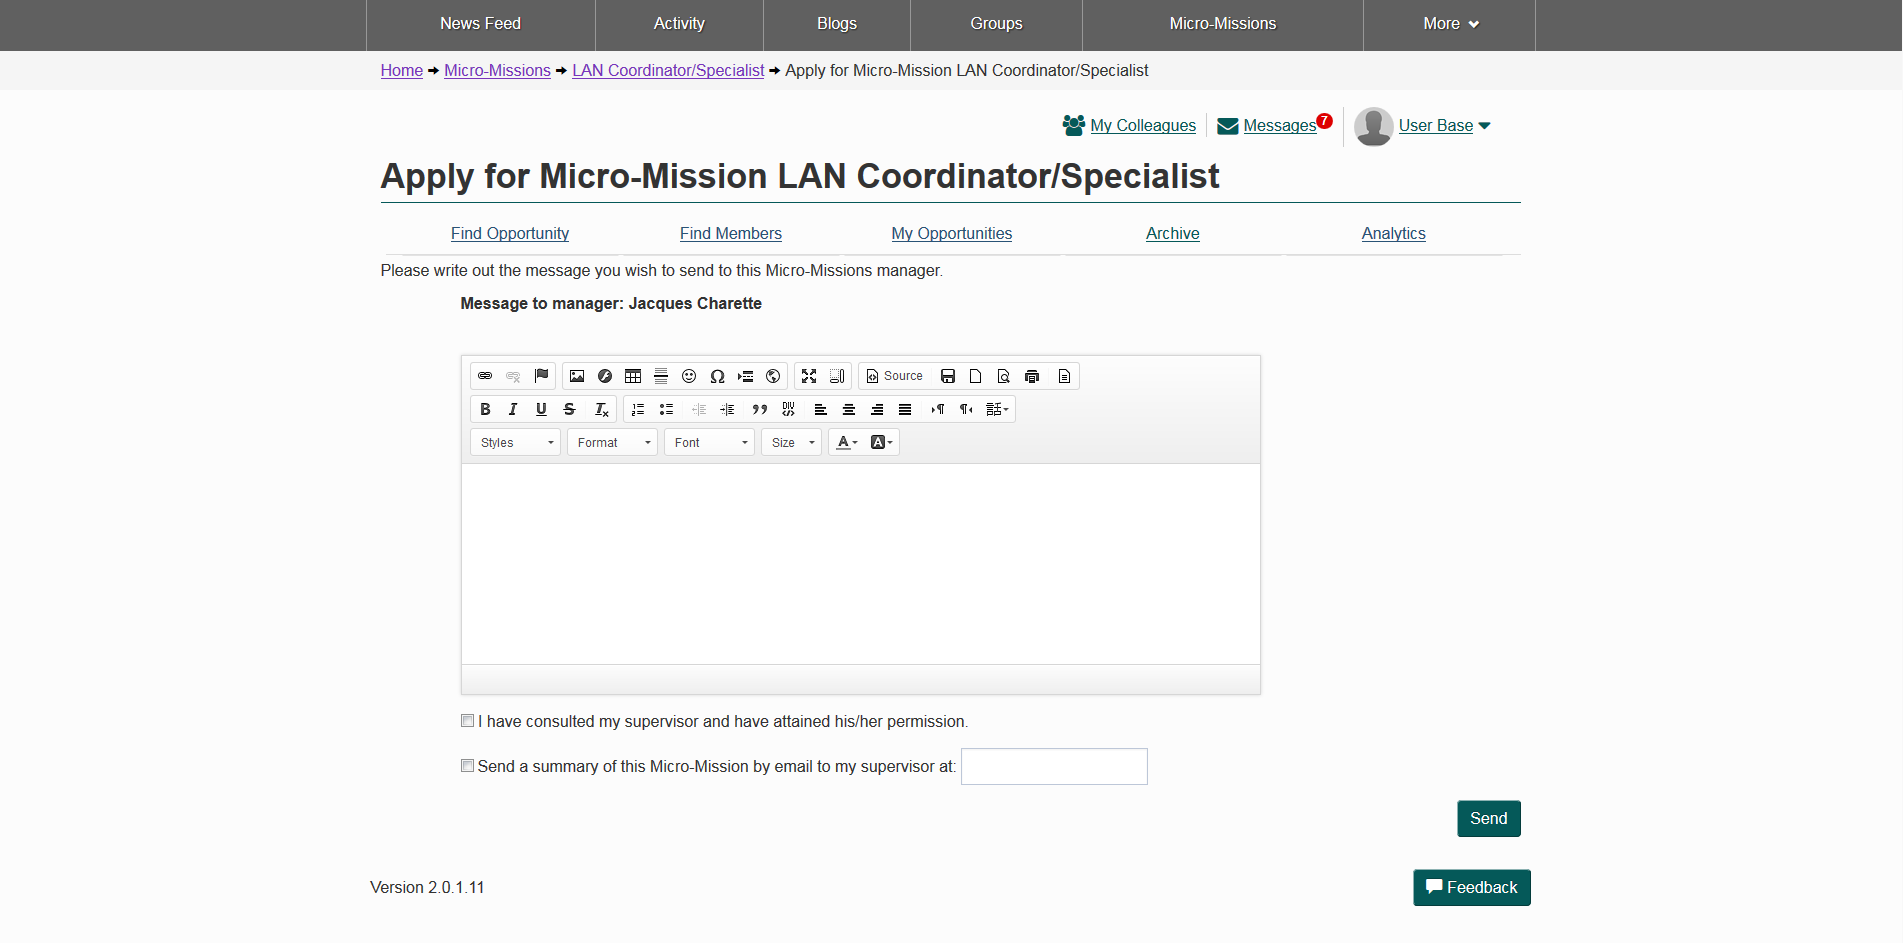 News Feed Activity Blogs Groups Micro-Missions More
Home Micro-Missions LAN Coordinator/Specialist Apply for Micro-Mission LAN Coordinator/Specialist
My Colleagues Messages 7 User Base
Apply for Micro-Mission LAN Coordinator/Specialist
Find Opportunity Find Members My Opportunities Archive Analytics
Please write out the message you wish to send to this Micro-Missions manager.
Message to manager: Jacques Charette
Ω Source
B I U S Tx DIV
Styles Format Font Size A A
I have consulted my supervisor and have attained his/her permission.
Send a summary of this Micro-Mission by email to my supervisor at:
Send
Version 2.0.1.11
Feedback